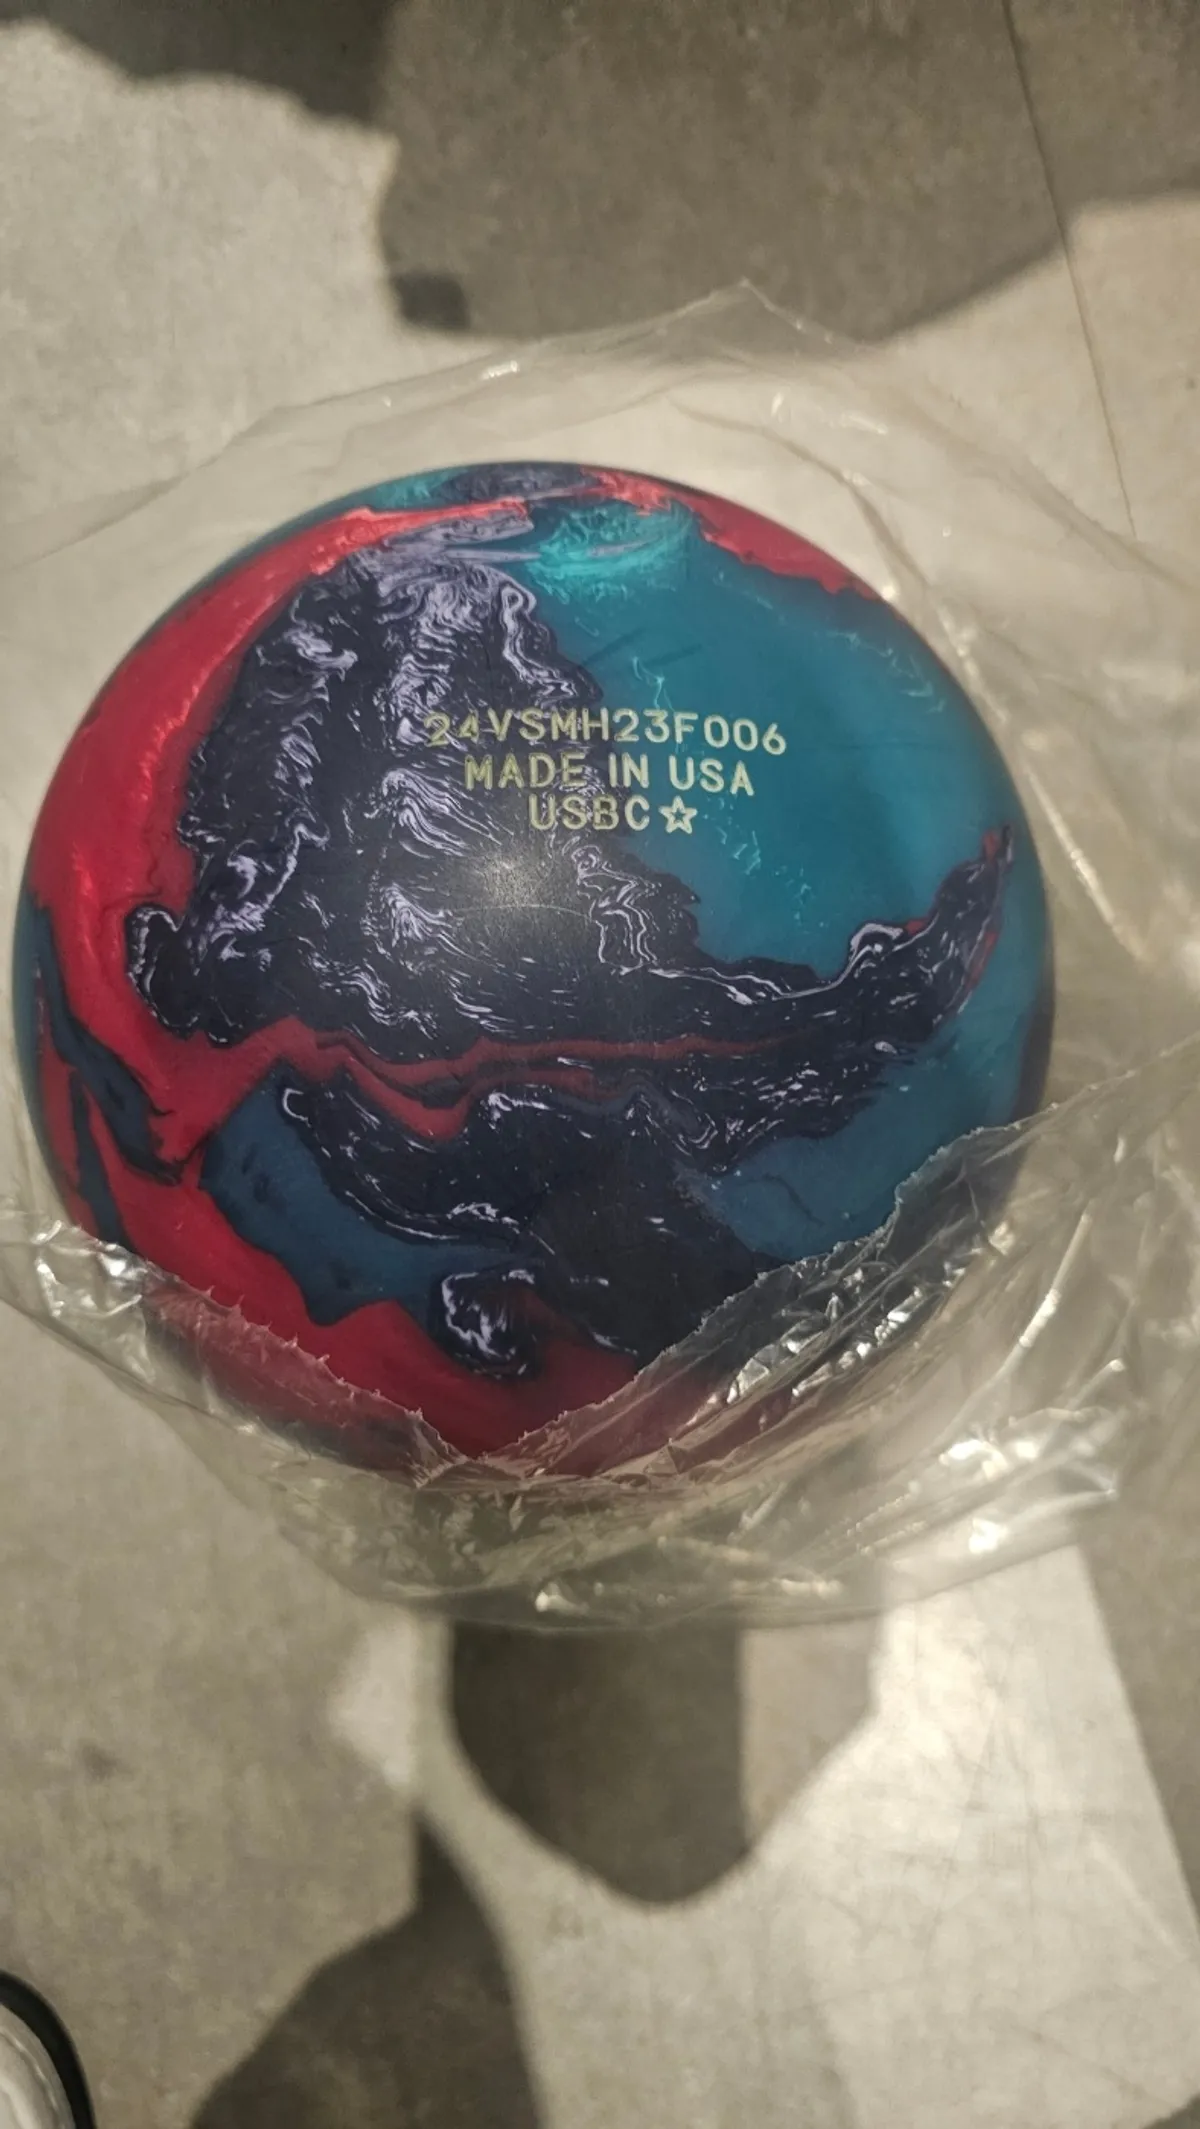 24VSMH23F006
MADE IN USA
USBC☆